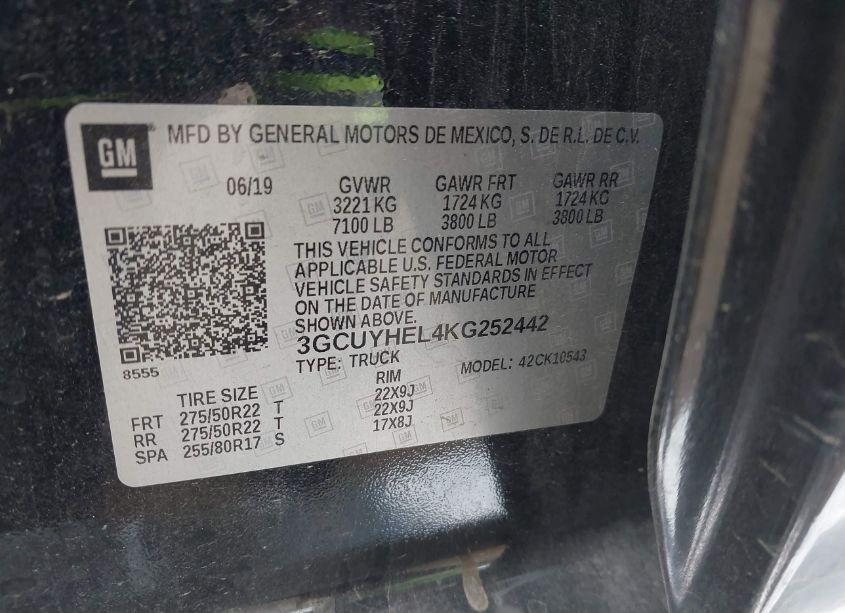 GM® MFD BY GENERAL MOTORS DE MEXICO, S. DE R.L. DE C.V.
06/19 GVWR GAWR FRT GAWR RR
3221 KG 1724 KG 1724 KG
7100 LB 3800 LB 3800 LB
THIS VEHICLE CONFORMS TO ALL
APPLICABLE U.S. FEDERAL MOTOR
VEHICLE SAFETY STANDARDS IN EFFECT
ON THE DATE OF MANUFACTURE
SHOWN ABOVE.
3GCUYHEL4KG252442
8555 TYPE: TRUCK MODEL: 42CK10543
TIRE SIZE RIM
FRT 275/50R22 T 22X9J
RR 275/50R22 T 22X9J
SPA 255/80R17 S 17X8J